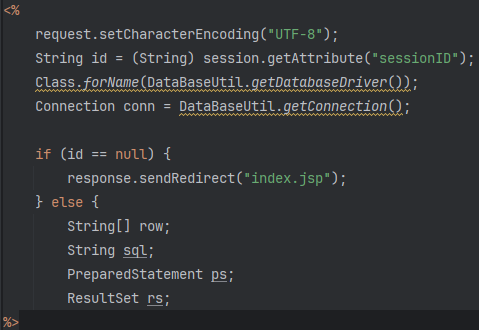 <%
request.setCharacterEncoding("UTF-8");
String id = (String) session.getAttribute("sessionID");
Class.forName(DataBaseUtil.getDatabaseDriver());
Connection conn = DataBaseUtil.getConnection();
if (id == null) {
response.sendRedirect("index.jsp");
} else {
String[] row;
String sql;
PreparedStatement ps;
ResultSet rs;
%>